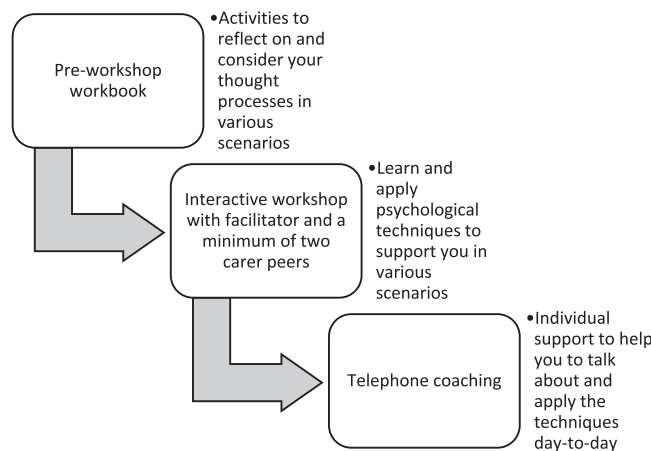 Pre-workshop
workbook
•Activities to
reflect on and
consider your
thought
processes in
various
scenarios
Interactive workshop
with facilitator and a
minimum of two
carer peers
•Learn and
apply
psychological
techniques to
support you in
various
scenarios
Telephone coaching
•Individual
support to help
you to talk
about and
apply the
techniques
day-to-day